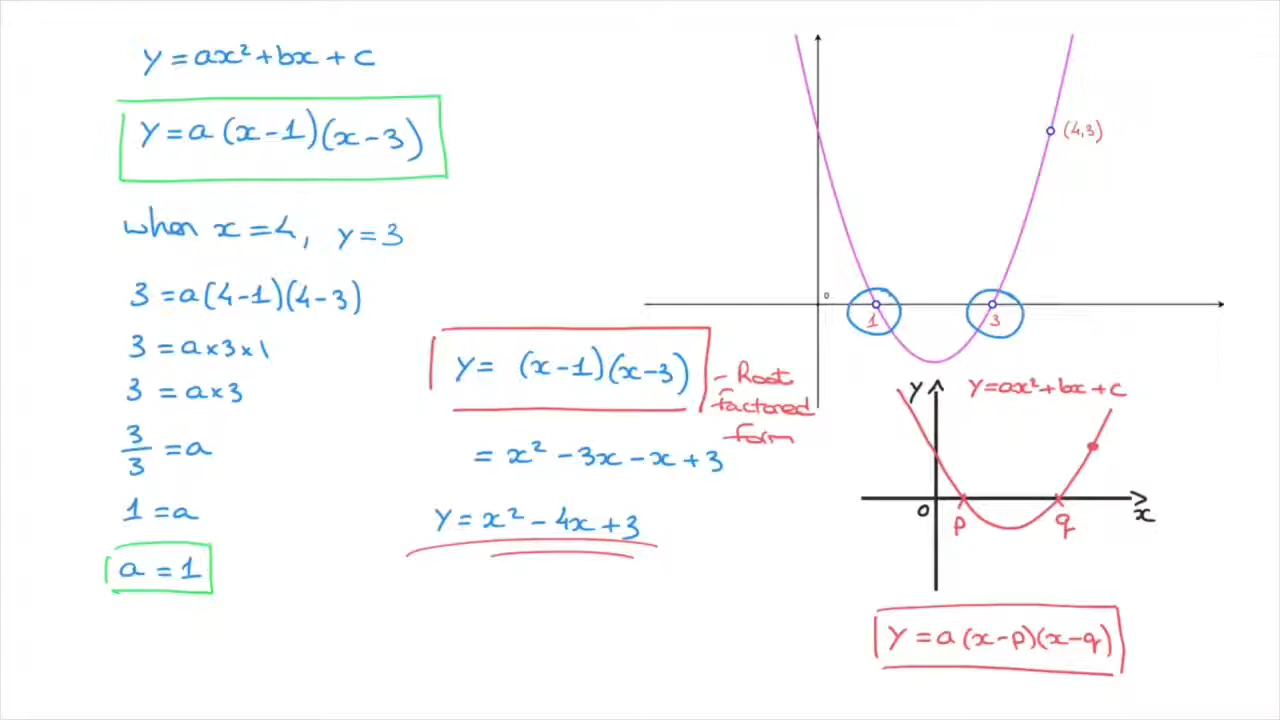 y = ax² + bx + c
y = a(x-1)(x-3)
when x = 4, y = 3
3 = a(4-1)(4-3)
3 = a×3×1
3 = a×3
3/3 = a
1 = a
a = 1
y = (x-1)(x-3)
- Root
factored
form
= x² - 3x - x + 3
y = x² - 4x + 3
(4,3)
0
1
3
y
y = ax² + bx + c
0
p
q
x
y = a(x-p)(x-q)